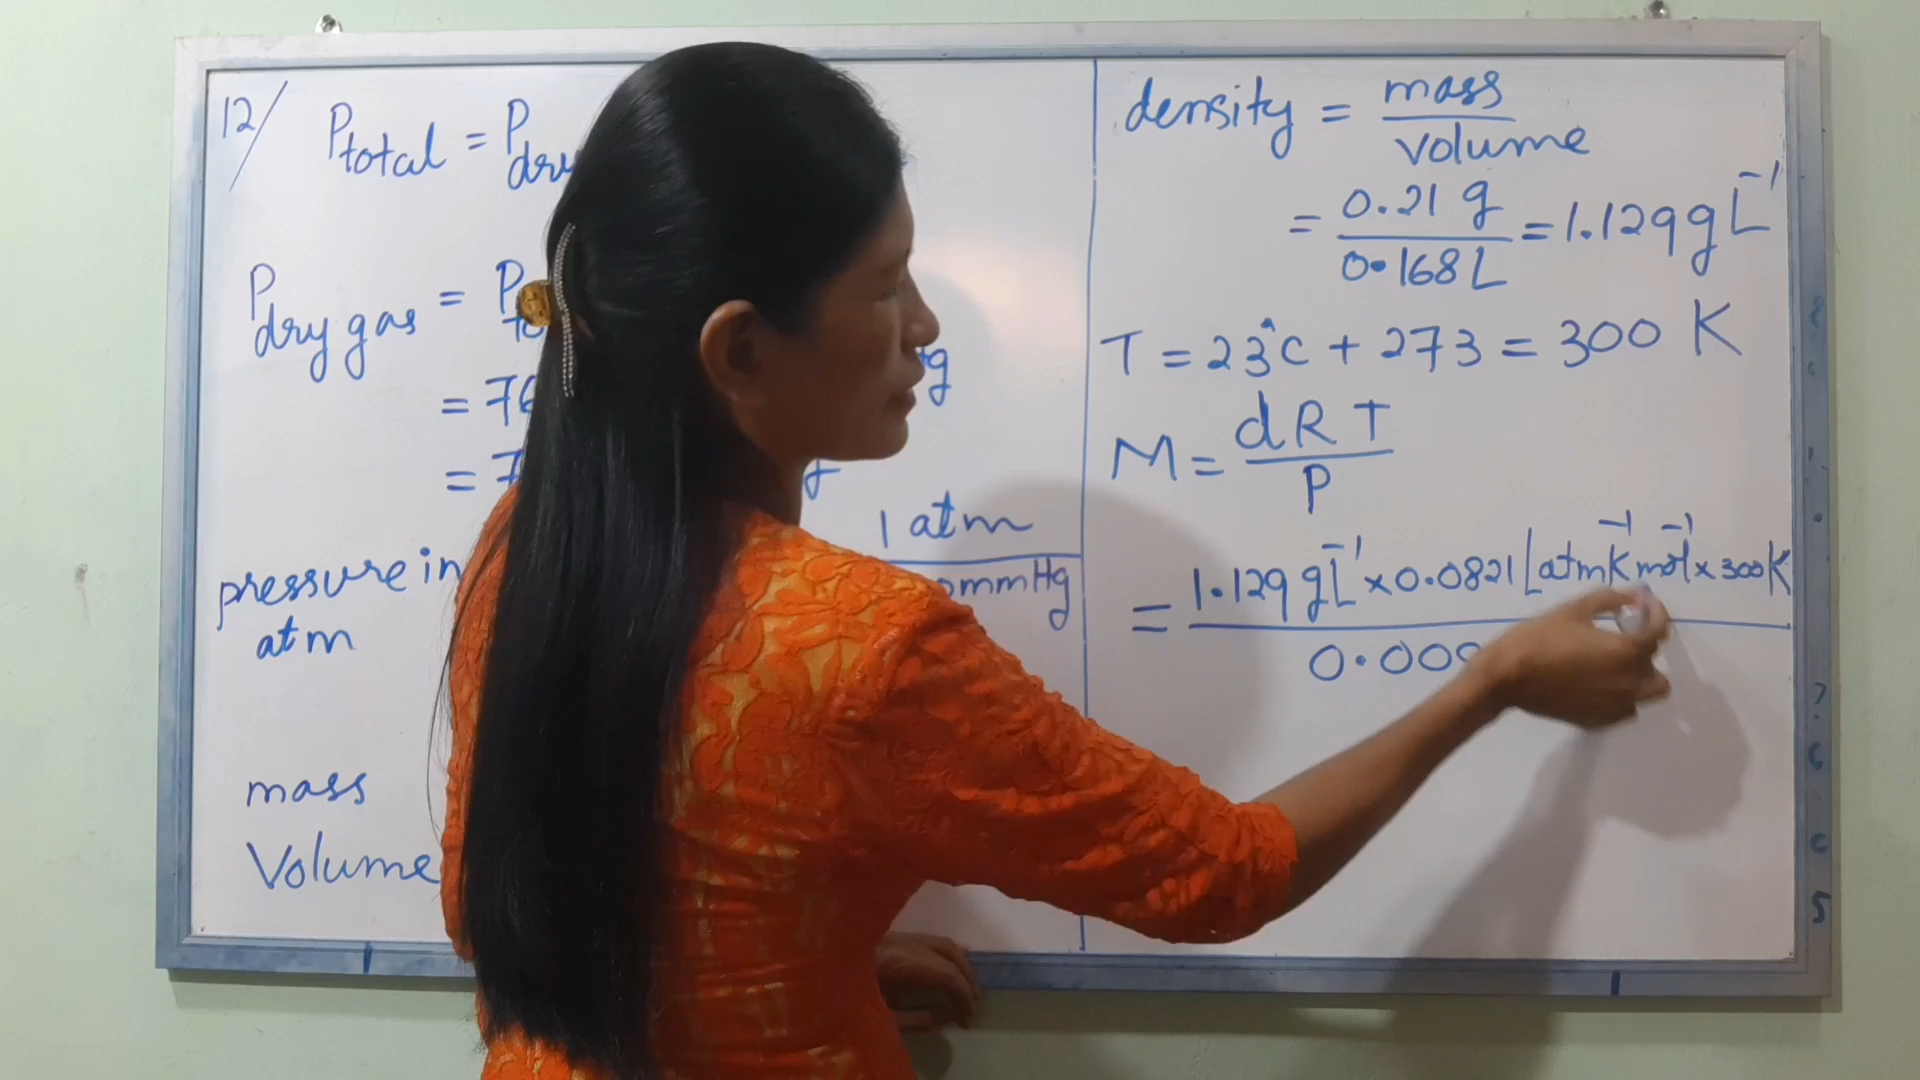 12/
P total = P dry
P dry gas = P
= 76
= 7
1 atm
mmHg
pressure in
atm
mass
Volume
density = mass / volume
= 0.21 g / 0.168 L = 1.129 g L⁻¹
T = 23°C + 273 = 300 K
M = dRT / P
= 1.129 g L⁻¹ × 0.0821 L atm K⁻¹ mol⁻¹ × 300 K
0.009